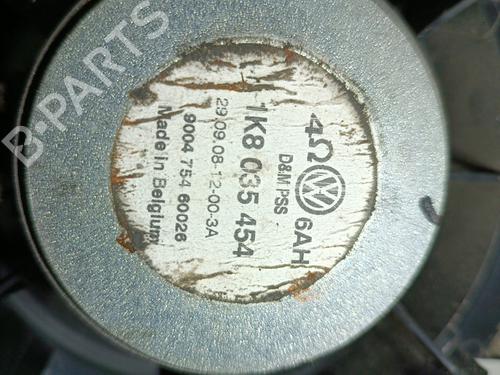 4Ω 6AH
D&M PSS
1K8 035 454
29.09.08-12-00-3A
9004 754 60026
Made in Belgium
B-PARTS